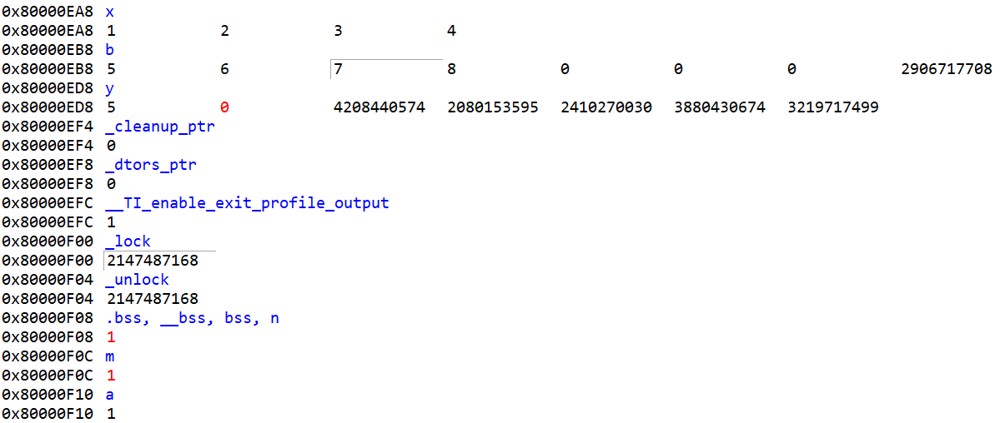 0x80000EA8 x
0x80000EA8 1 2 3 4
0x80000EB8 b
0x80000EB8 5 6 7 8 0 0 0 2906717708
0x80000ED8 y
0x80000ED8 5 0 4208440574 2080153595 2410270030 3880430674 3219717499
0x80000EF4 _cleanup_ptr
0x80000EF4 0
0x80000EF8 _dtors_ptr
0x80000EF8 0
0x80000EFC __TI_enable_exit_profile_output
0x80000EFC 1
0x80000F00 _lock
0x80000F00 2147487168
0x80000F04 _unlock
0x80000F04 2147487168
0x80000F08 .bss, __bss, bss, n
0x80000F08 1
0x80000F0C m
0x80000F0C 1
0x80000F10 a
0x80000F10 1